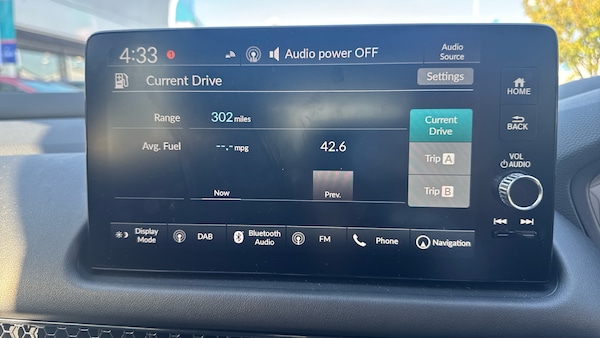 4:33 1 Audio power OFF Audio Source
Current Drive Settings
Range 302 miles
Avg. Fuel --.- mpg 42.6
Now Prev.
Current Drive
Trip A
Trip B
Display Mode DAB Bluetooth Audio FM Phone Navigation
HOME
BACK
VOL
AUDIO